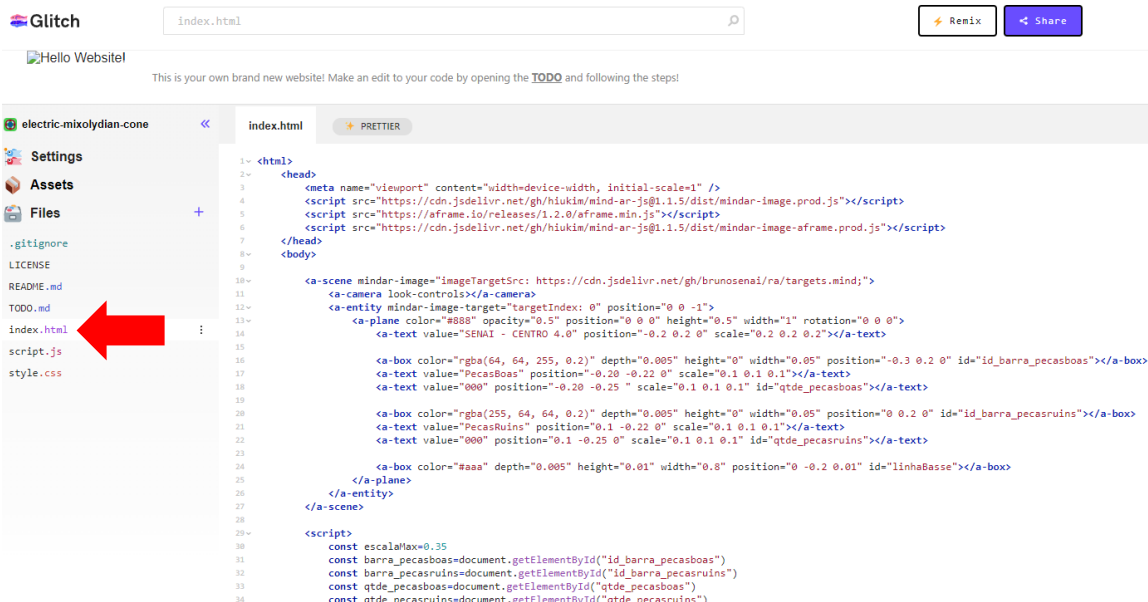 Glitch
index.html
Remix
Share
Hello Website!
This is your own brand new website! Make an edit to your code by opening the TODO and following the steps!
electric-mixolydian-cone
«
index.html
PRETTIER
Settings
Assets
Files +
.gitignore
LICENSE
README.md
TODO.md
index.html
script.js
style.css
1 <html>
2 <head>
3 <meta name="viewport" content="width=device-width, initial-scale=1" />
4 <script src="https://cdn.jsdelivr.net/gh/hiukim/mind-ar-js@1.1.5/dist/mindar-image.prod.js"></script>
5 <script src="https://aframe.io/releases/1.2.0/aframe.min.js"></script>
6 <script src="https://cdn.jsdelivr.net/gh/hiukim/mind-ar-js@1.1.5/dist/mindar-image-aframe.prod.js"></script>
7 </head>
8 <body>
9
10 <a-scene mindar-image="imageTargetSrc: https://cdn.jsdelivr.net/gh/brunosenai/ra/targets.mind;">
11 <a-camera look-controls></a-camera>
12 <a-entity mindar-image-target="targetIndex: 0" position="0 0 -1">
13 <a-plane color="#888" opacity="0.5" position="0 0 0" height="0.5" width="1" rotation="0 0 0">
14 <a-text value="SENAI - CENTRO 4.0" position="-0.2 0.2 0" scale="0.2 0.2 0.2"></a-text>
15
16 <a-box color="rgba(64, 64, 255, 0.2)" depth="0.005" height="0" width="0.05" position="-0.3 0.2 0" id="id_barra_pecasboas"></a-box>
17 <a-text value="PecasBoas" position="-0.20 -0.22 0" scale="0.1 0.1 0.1"></a-text>
18 <a-text value="000" position="-0.20 -0.25 " scale="0.1 0.1 0.1" id="qtde_pecasboas"></a-text>
19
20 <a-box color="rgba(255, 64, 64, 0.2)" depth="0.005" height="0" width="0.05" position="0 0.2 0" id="id_barra_pecasruins"></a-box>
21 <a-text value="PecasRuins" position="0.1 -0.22 0" scale="0.1 0.1 0.1"></a-text>
22 <a-text value="000" position="0.1 -0.25 0" scale="0.1 0.1 0.1" id="qtde_pecasruins"></a-text>
23
24 <a-box color="#aaa" depth="0.005" height="0.01" width="0.8" position="0 -0.2 0.01" id="linhaBasse"></a-box>
25 </a-plane>
26 </a-entity>
27 </a-scene>
28
29 <script>
30 const escalaMax=0.35
31 const barra_pecasboas=document.getElementById("id_barra_pecasboas")
32 const barra_pecasruins=document.getElementById("id_barra_pecasruins")
33 const qtde_pecasboas=document.getElementById("qtde_pecasboas")
34 const qtde_pecasruins=document.getElementById("qtde_pecasruins")